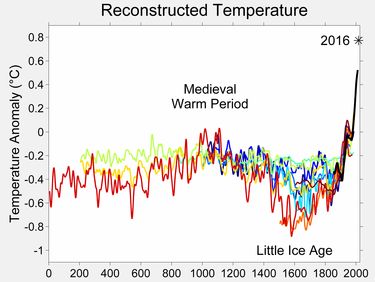 Reconstructed Temperature
Temperature Anomaly (°C)
0.8
0.6
0.4
0.2
0
-0.2
-0.4
-0.6
-0.8
-1
2016 ✳
Medieval
Warm Period
Little Ice Age
0 200 400 600 800 1000 1200 1400 1600 1800 2000